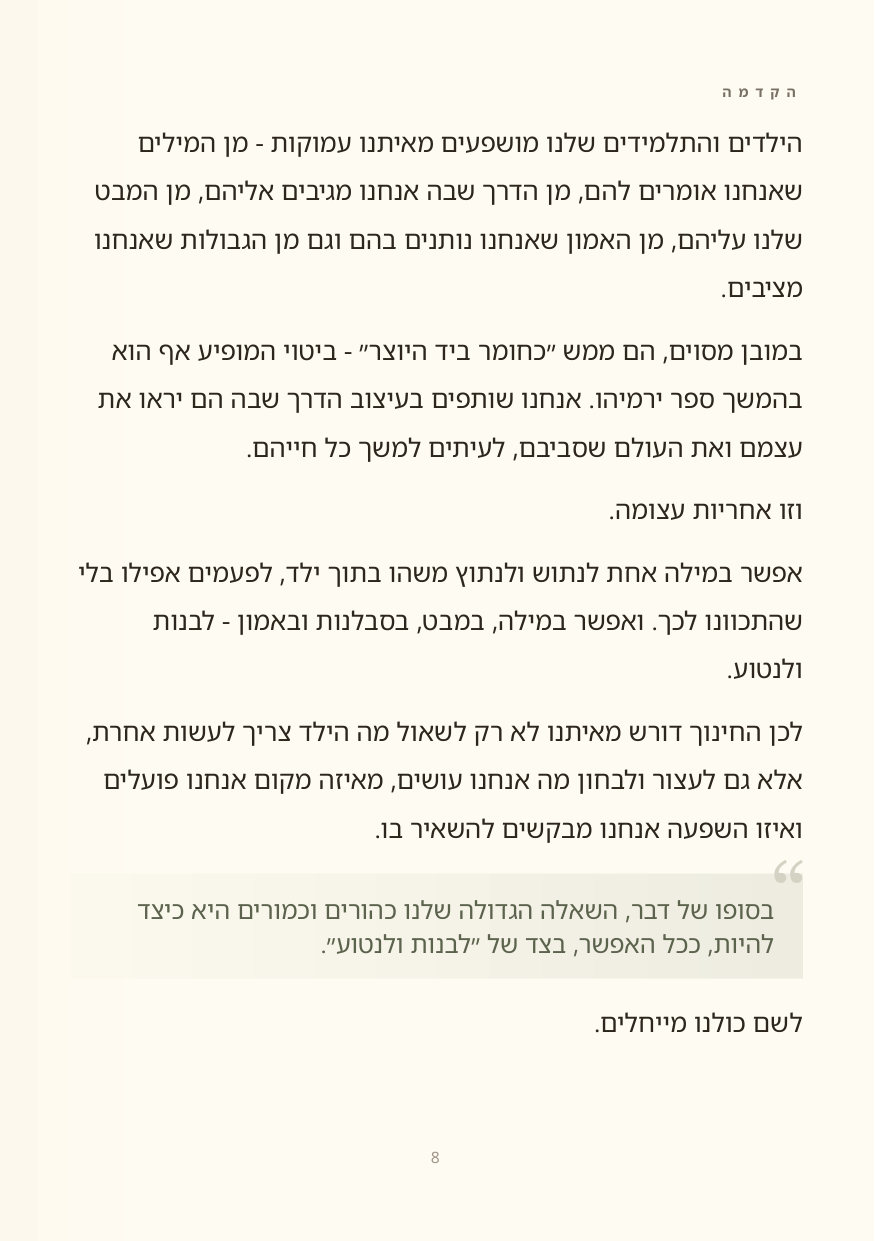 הקדמה
הילדים והתלמידים שלנו מושפעים מאיתנו עמוקות - מן המילים
שאנחנו אומרים להם, מן הדרך שבה אנחנו מגיבים אליהם, מן המבט
שלנו עליהם, מן האמון שאנחנו נותנים בהם וגם מן הגבולות שאנחנו
מציבים.
במובן מסוים, הם ממש ״כחומר ביד היוצר״ - ביטוי המופיע אף הוא
בהמשך ספר ירמיהו. אנחנו שותפים בעיצוב הדרך שבה הם יראו את
עצמם ואת העולם שסביבם, לעיתים למשך כל חייהם.
וזו אחריות עצומה.
אפשר במילה אחת לנתוש ולנתוץ משהו בתוך ילד, לפעמים אפילו בלי
שהתכוונו לכך. ואפשר במילה, במבט, בסבלנות ובאמון - לבנות
ולנטוע.
לכן החינוך דורש מאיתנו לא רק לשאול מה הילד צריך לעשות אחרת,
אלא גם לעצור ולבחון מה אנחנו עושים, מאיזה מקום אנחנו פועלים
ואיזו השפעה אנחנו מבקשים להשאיר בו.
“
בסופו של דבר, השאלה הגדולה שלנו כהורים וכמורים היא כיצד
להיות, ככל האפשר, בצד של ״לבנות ולנטוע״.
לשם כולנו מייחלים.
8